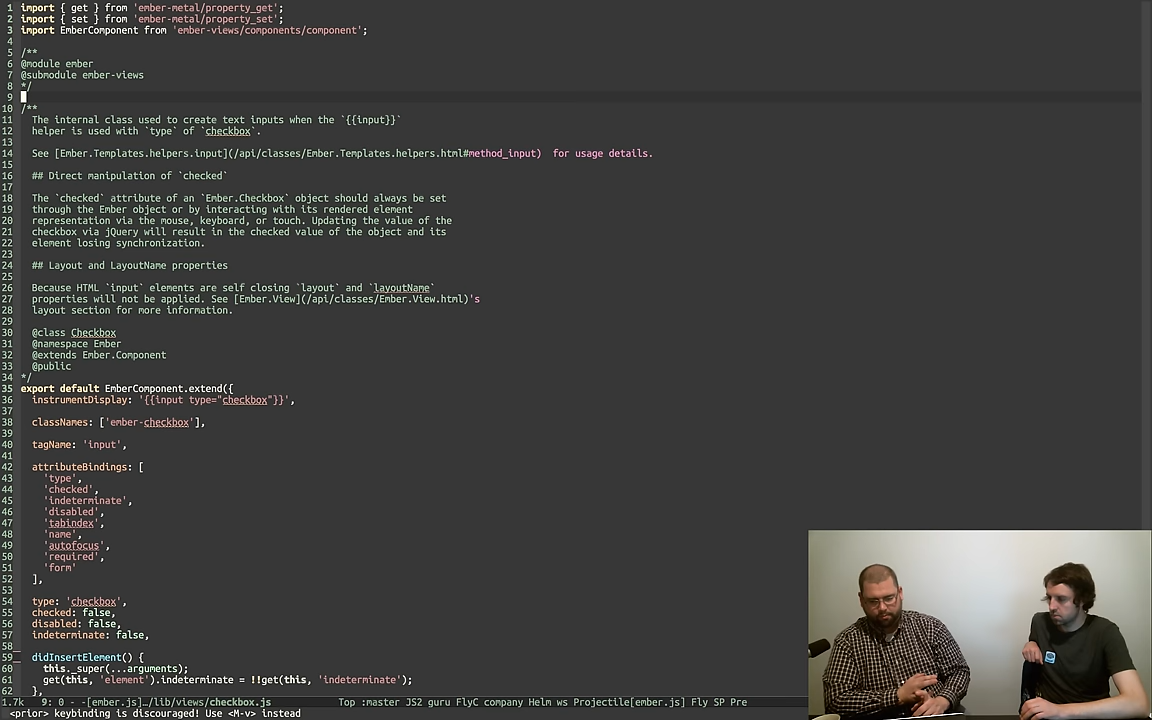 1 import { get } from 'ember-metal/property_get';
2 import { set } from 'ember-metal/property_set';
3 import EmberComponent from 'ember-views/components/component';
4
5 /**
6 @module ember
7 @submodule ember-views
8 */
9
10 /**
11 The internal class used to create text inputs when the `{{input}}`
12 helper is used with `type` of `checkbox`.
13
14 See [Ember.Templates.helpers.input](/api/classes/Ember.Templates.helpers.html#method_input)  for usage details.
15
16 ## Direct manipulation of `checked`
17
18 The `checked` attribute of an `Ember.Checkbox` object should always be set
19 through the Ember object or by interacting with its rendered element
20 representation via the mouse, keyboard, or touch. Updating the value of the
21 checkbox via jQuery will result in the checked value of the object and its
22 element losing synchronization.
23
24 ## Layout and LayoutName properties
25
26 Because HTML `input` elements are self closing `layout` and `layoutName`
27 properties will not be applied. See [Ember.View](/api/classes/Ember.View.html)'s
28 layout section for more information.
29
30 @class Checkbox
31 @namespace Ember
32 @extends Ember.Component
33 @public
34 */
35 export default EmberComponent.extend({
36 instrumentDisplay: '{{input type="checkbox"}}',
37
38 classNames: ['ember-checkbox'],
39
40 tagName: 'input',
41
42 attributeBindings: [
43 'type',
44 'checked',
45 'indeterminate',
46 'disabled',
47 'tabindex',
48 'name',
49 'autofocus',
50 'required',
51 'form'
52 ],
53
54 type: 'checkbox',
55 checked: false,
56 disabled: false,
57 indeterminate: false,
58
59 didInsertElement() {
60 this._super(...arguments);
61 get(this, 'element').indeterminate = !!get(this, 'indeterminate');
62 },
1.7k 9: 0 - -[ember.js]…/lib/views/checkbox.js Top :master JS2 guru FlyC company Helm ws Projectile[ember.js] Fly SP Pre
<prior> keybinding is discouraged! Use <M-v> instead